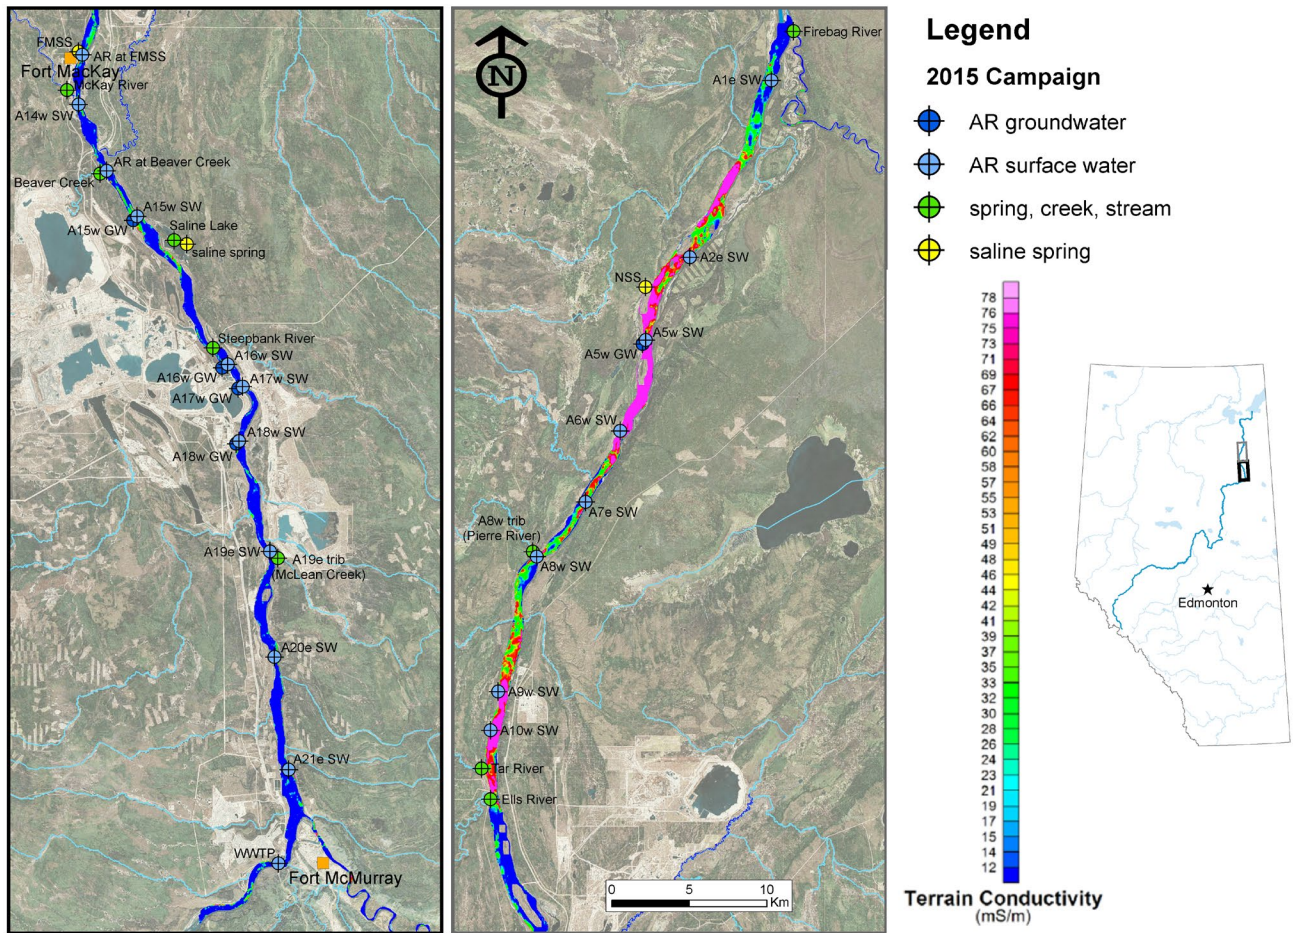 FMSS
AR at FMSS
Fort MacKay
McKay River
A14w SW
AR at Beaver Creek
Beaver Creek
A15w SW
A15w GW
Saline Lake
saline spring
Steepbank River
A16w SW
A16w GW
A17w SW
A17w GW
A18w SW
A18w GW
A19e SW
A19e trib
(McLean Creek)
A20e SW
A21e SW
WWTP
Fort McMurray
N
Firebag River
A1e SW
A2e SW
NSS
A5w SW
A5w GW
A6w SW
A7e SW
A8w trib
(Pierre River)
A8w SW
A9w SW
A10w SW
Tar River
Ells River
0 5 10
Km
Legend
2015 Campaign
AR groundwater
AR surface water
spring, creek, stream
saline spring
78
76
75
73
71
69
67
66
64
62
60
58
57
55
53
51
49
48
46
44
42
41
39
37
35
33
32
30
28
26
24
23
21
19
17
15
14
12
Terrain Conductivity
(mS/m)
Edmonton